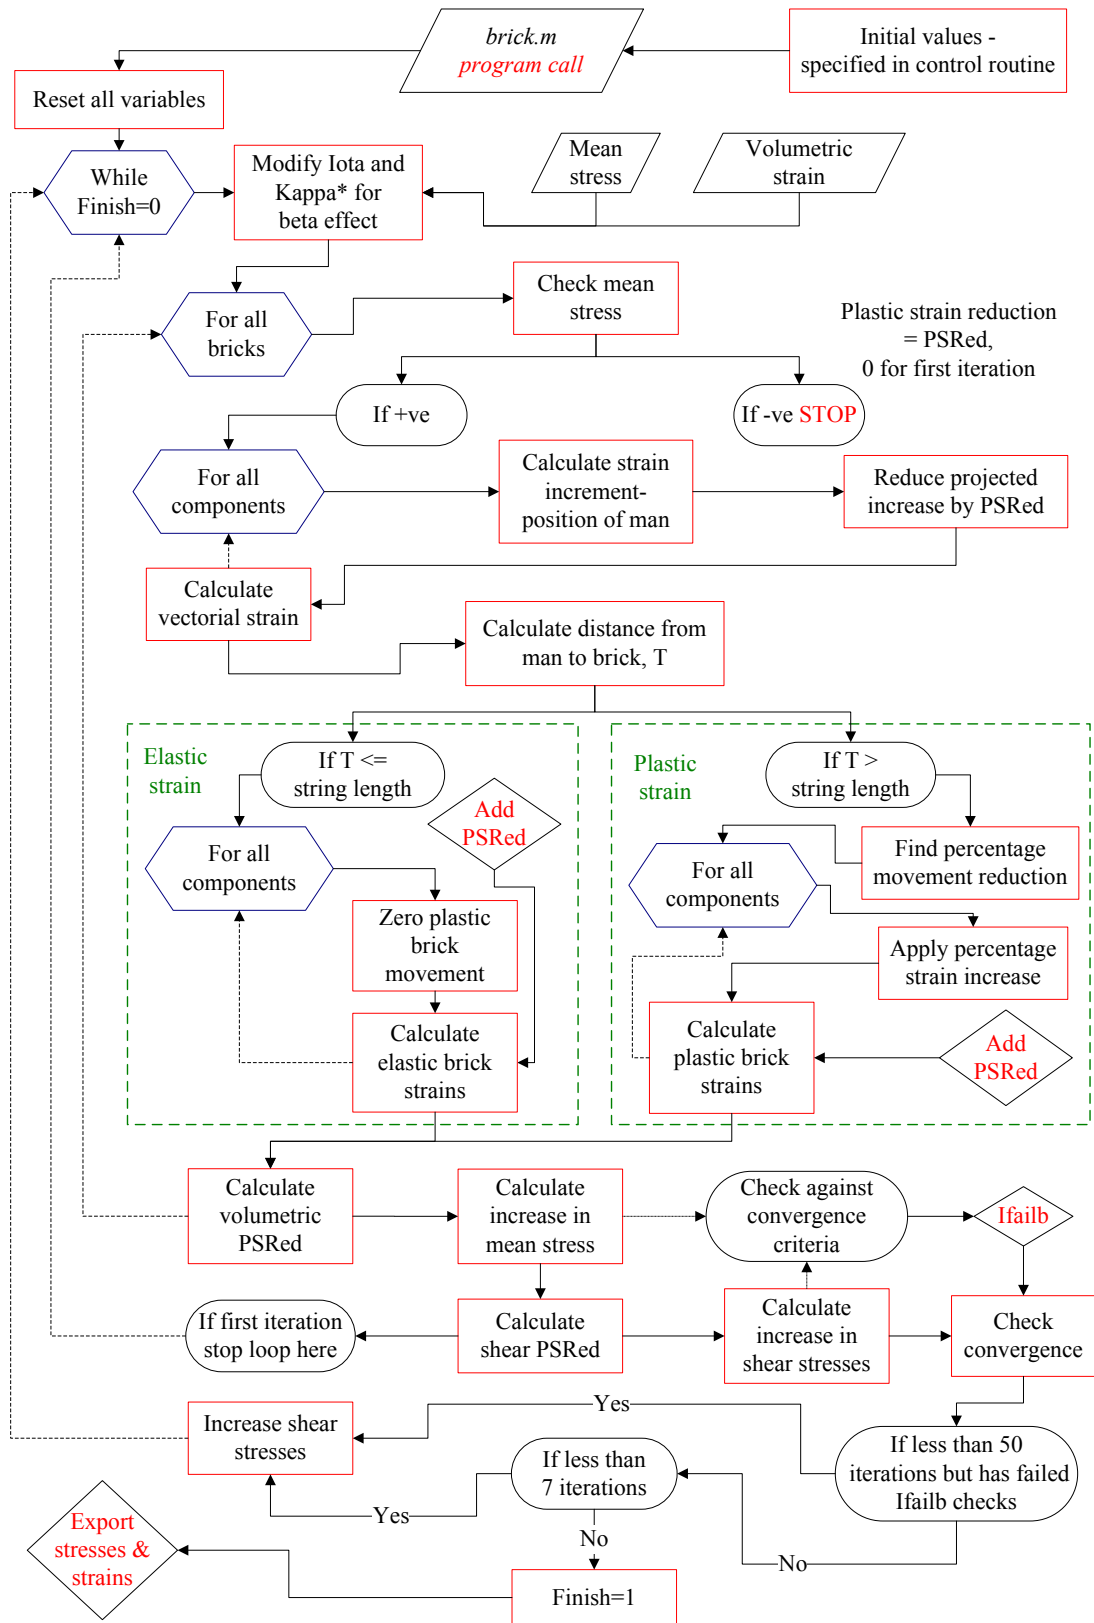 brick.m
program call
Initial values -
specified in control routine
Reset all variables
While
Finish=0
Modify Iota and
Kappa* for
beta effect
Mean
stress
Volumetric
strain
For all
bricks
Check mean
stress
Plastic strain reduction
= PSRed,
0 for first iteration
If +ve
If -ve STOP
For all
components
Calculate strain
increment-
position of man
Reduce projected
increase by PSRed
Calculate
vectorial strain
Calculate distance from
man to brick, T
Elastic
strain
If T <=
string length
Add
PSRed
For all
components
Zero plastic
brick
movement
Calculate
elastic brick
strains
Plastic
strain
If T >
string length
Find percentage
movement reduction
For all
components
Apply percentage
strain increase
Calculate
plastic brick
strains
Add
PSRed
Calculate
volumetric
PSRed
Calculate
increase in
mean stress
Check against
convergence
criteria
Ifailb
If first iteration
stop loop here
Calculate
shear PSRed
Calculate
increase in
shear stresses
Check
convergence
Increase shear
stresses
Yes
If less than 50
iterations but has failed
Ifailb checks
If less than
7 iterations
Yes
No
No
Export
stresses &
strains
Finish=1